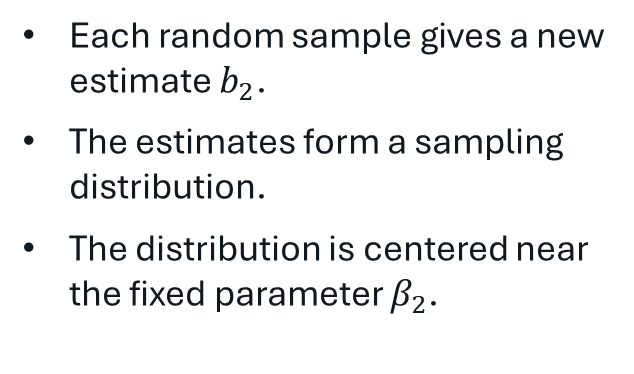 • Each random sample gives a new
estimate b₂.
• The estimates form a sampling
distribution.
• The distribution is centered near
the fixed parameter β₂.